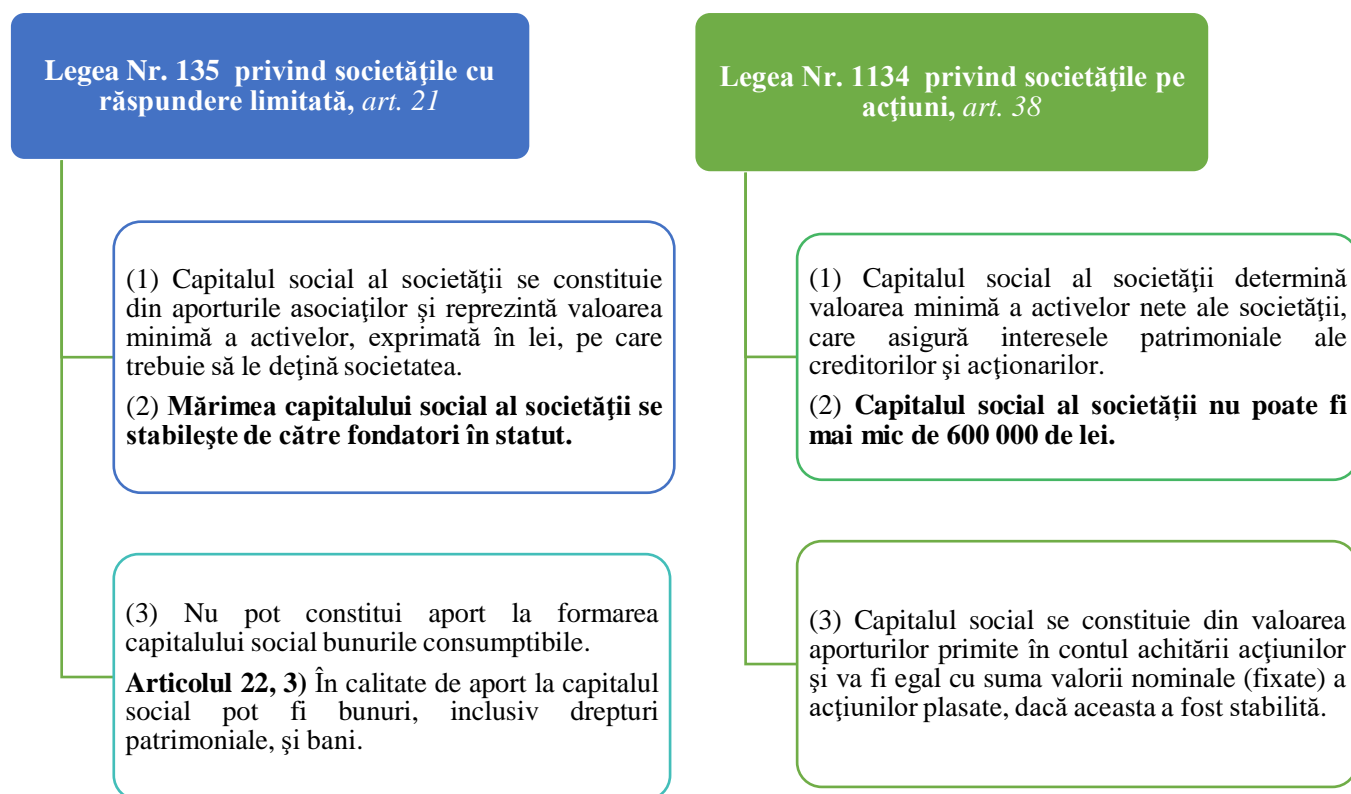 Legea Nr. 135 privind societăţile cu
răspundere limitată, art. 21
(1) Capitalul social al societăţii se constituie
din aporturile asociaţilor şi reprezintă valoarea
minimă a activelor, exprimată în lei, pe care
trebuie să le deţină societatea.
(2) Mărimea capitalului social al societăţii se
stabileşte de către fondatori în statut.
(3) Nu pot constitui aport la formarea
capitalului social bunurile consumptibile.
Articolul 22, 3) În calitate de aport la capitalul
social pot fi bunuri, inclusiv drepturi
patrimoniale, şi bani.
Legea Nr. 1134 privind societăţile pe
acţiuni, art. 38
(1) Capitalul social al societăţii determină
valoarea minimă a activelor nete ale societăţii,
care asigură interesele patrimoniale ale
creditorilor şi acţionarilor.
(2) Capitalul social al societății nu poate fi
mai mic de 600 000 de lei.
(3) Capitalul social se constituie din valoarea
aporturilor primite în contul achitării acţiunilor
şi va fi egal cu suma valorii nominale (fixate) a
acţiunilor plasate, dacă aceasta a fost stabilită.